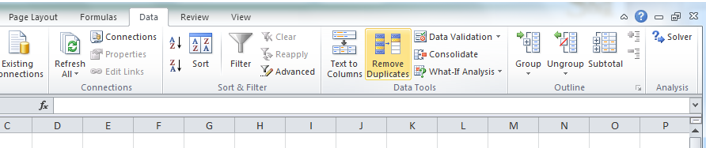 Page Layout Formulas Data Review View
Existing Connections
Refresh All
Connections
Properties
Edit Links
Connections
Sort
Filter
Clear
Reapply
Advanced
Sort & Filter
Text to Columns
Remove Duplicates
Data Validation
Consolidate
What-If Analysis
Data Tools
Group
Ungroup
Subtotal
Outline
Solver
Analysis
fx
C D E F G H I J K L M N O P